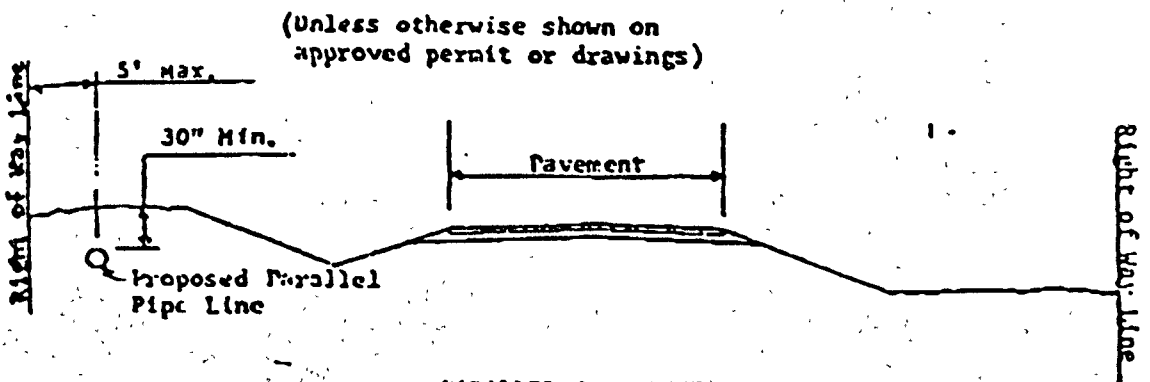 (Unless otherwise shown on
approved permit or drawings)
5' Max.
30" Min.
Pavement
Right of Way Line
Right of Way Line
Proposed Parallel
Pipe Line